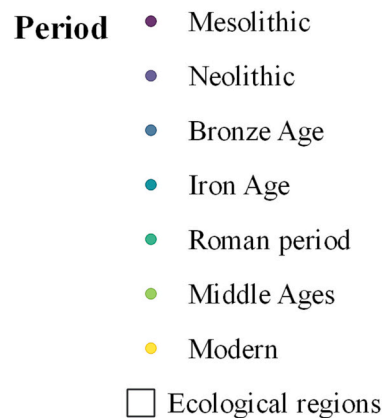 Period
Mesolithic
Neolithic
Bronze Age
Iron Age
Roman period
Middle Ages
Modern
Ecological regions